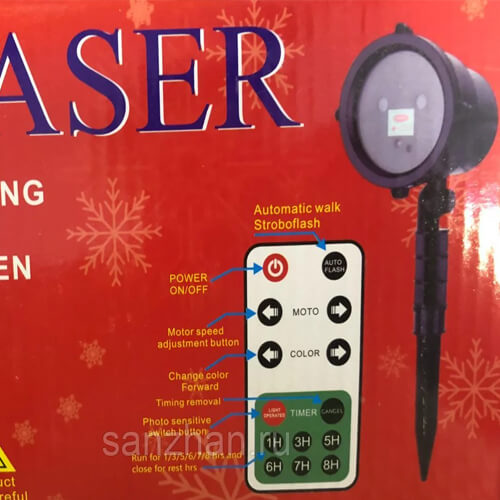 ASER
NG
EN
Automatic walk
Stroboflash
POWER
ON/OFF
AUTO
FLASH
MOTO
Motor speed
adjustment button
COLOR
Change color
Forward
Timing removal
LIGHT
OPERATED
TIMER
CANCEL
Photo sensitive
switch button
1H 3H 5H
Run for 1/3/5/6/7/8 hrs and
close for rest hrs
6H 7H 8H
sanzhan.ru
uct
reful